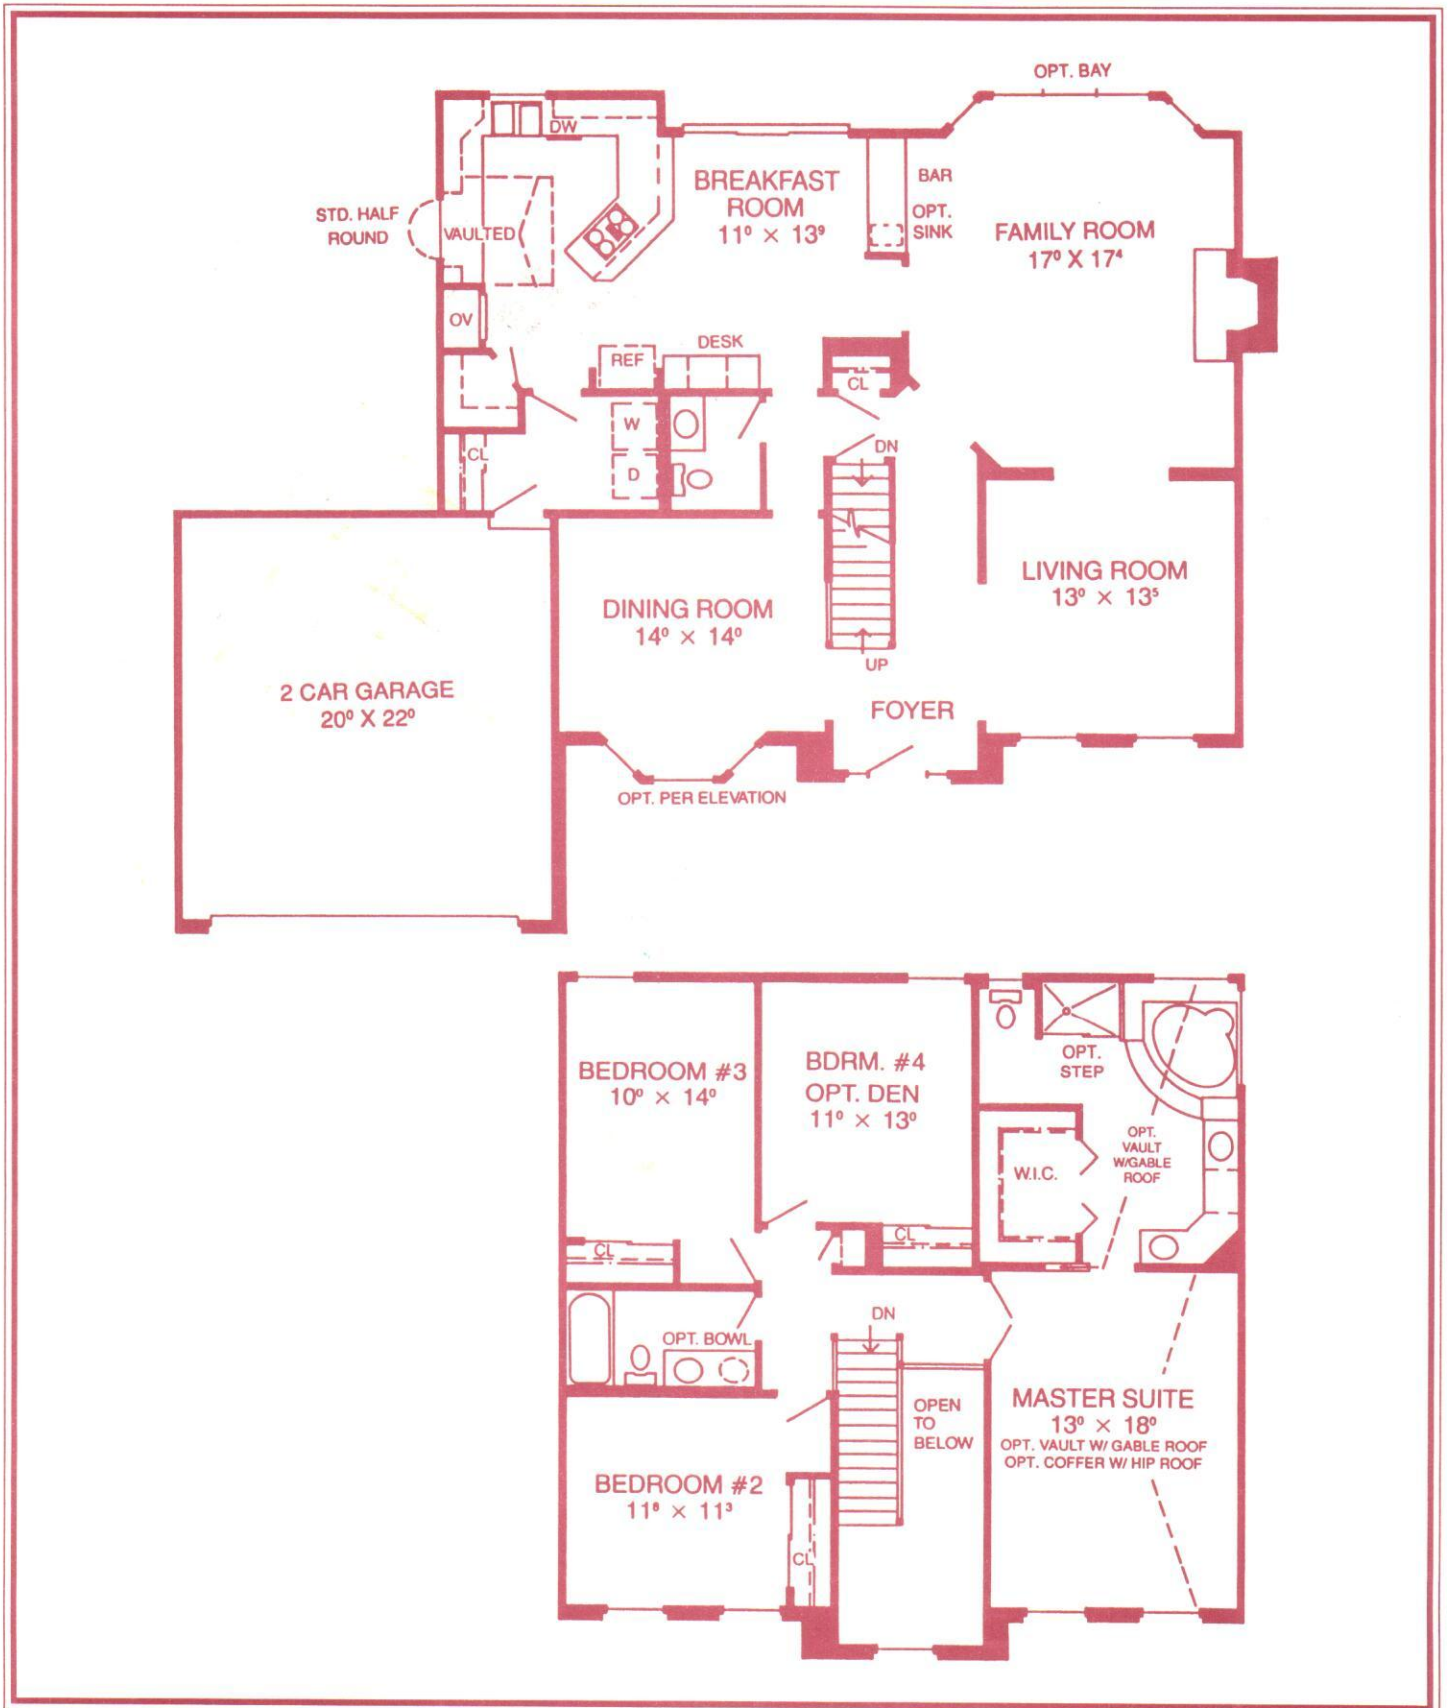 OPT. BAY
DW
BREAKFAST
ROOM
11⁰ × 13⁹
BAR
OPT.
SINK
STD. HALF
ROUND
VAULTED
FAMILY ROOM
17⁰ X 17⁴
OV
REF
DESK
CL
W
D
CL
DN
LIVING ROOM
13⁰ × 13⁵
DINING ROOM
14⁰ × 14⁰
UP
2 CAR GARAGE
20⁰ X 22⁰
FOYER
OPT. PER ELEVATION
BEDROOM #3
10⁰ × 14⁰
BDRM. #4
OPT. DEN
11⁰ × 13⁰
OPT.
STEP
OPT.
VAULT
W/GABLE
ROOF
W.I.C.
CL
CL
OPT. BOWL
DN
OPEN
TO
BELOW
MASTER SUITE
13⁰ × 18⁰
OPT. VAULT W/ GABLE ROOF
OPT. COFFER W/ HIP ROOF
BEDROOM #2
11⁸ × 11³
CL